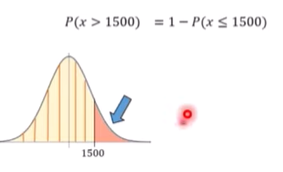 P(x > 1500) = 1 − P(x ≤ 1500)
1500